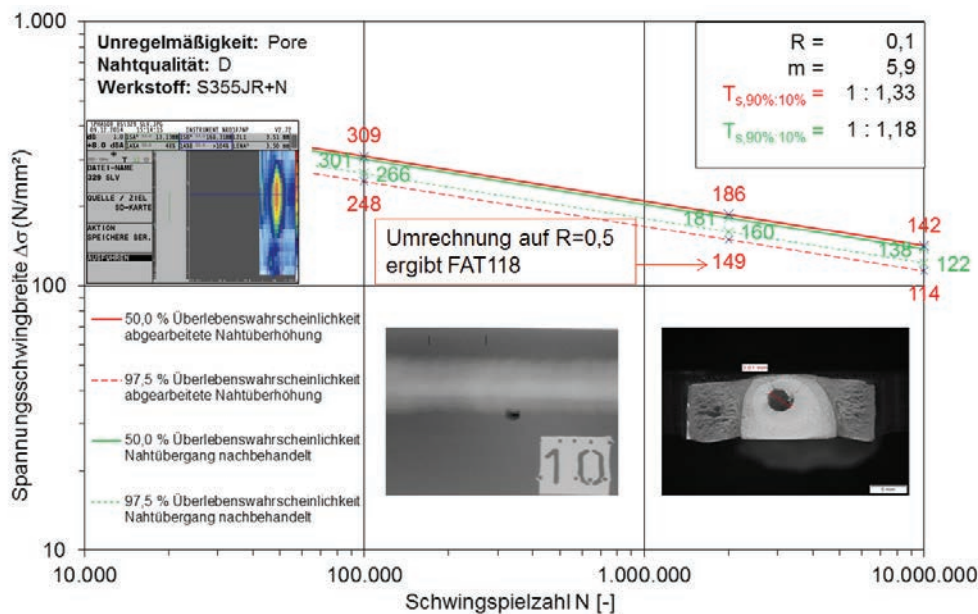 1.000
Unregelmäßigkeit: Pore
Nahtqualität: D
Werkstoff: S355JR+N
R = 0,1
m = 5,9
Ts,90%:10% = 1 : 1,33
Ts,90%:10% = 1 : 1,18
DATEI-NAME
329 SLV
QUELLE / ZIEL
SD-KARTE
AKTION
SPEICHERE BER.
AUSFÜHREN
309
301
266
248
186
181
160
149
142
138
122
114
Umrechnung auf R=0,5
ergibt FAT118
Spannungsschwingbreite Δσ (N/mm²)
100
50,0 % Überlebenswahrscheinlichkeit
abgearbeitete Nahtüberhöhung
97,5 % Überlebenswahrscheinlichkeit
abgearbeitete Nahtüberhöhung
50,0 % Überlebenswahrscheinlichkeit
Nahtübergang nachbehandelt
97,5 % Überlebenswahrscheinlichkeit
Nahtübergang nachbehandelt
10
10
10.000
100.000
1.000.000
10.000.000
Schwingspielzahl N [-]